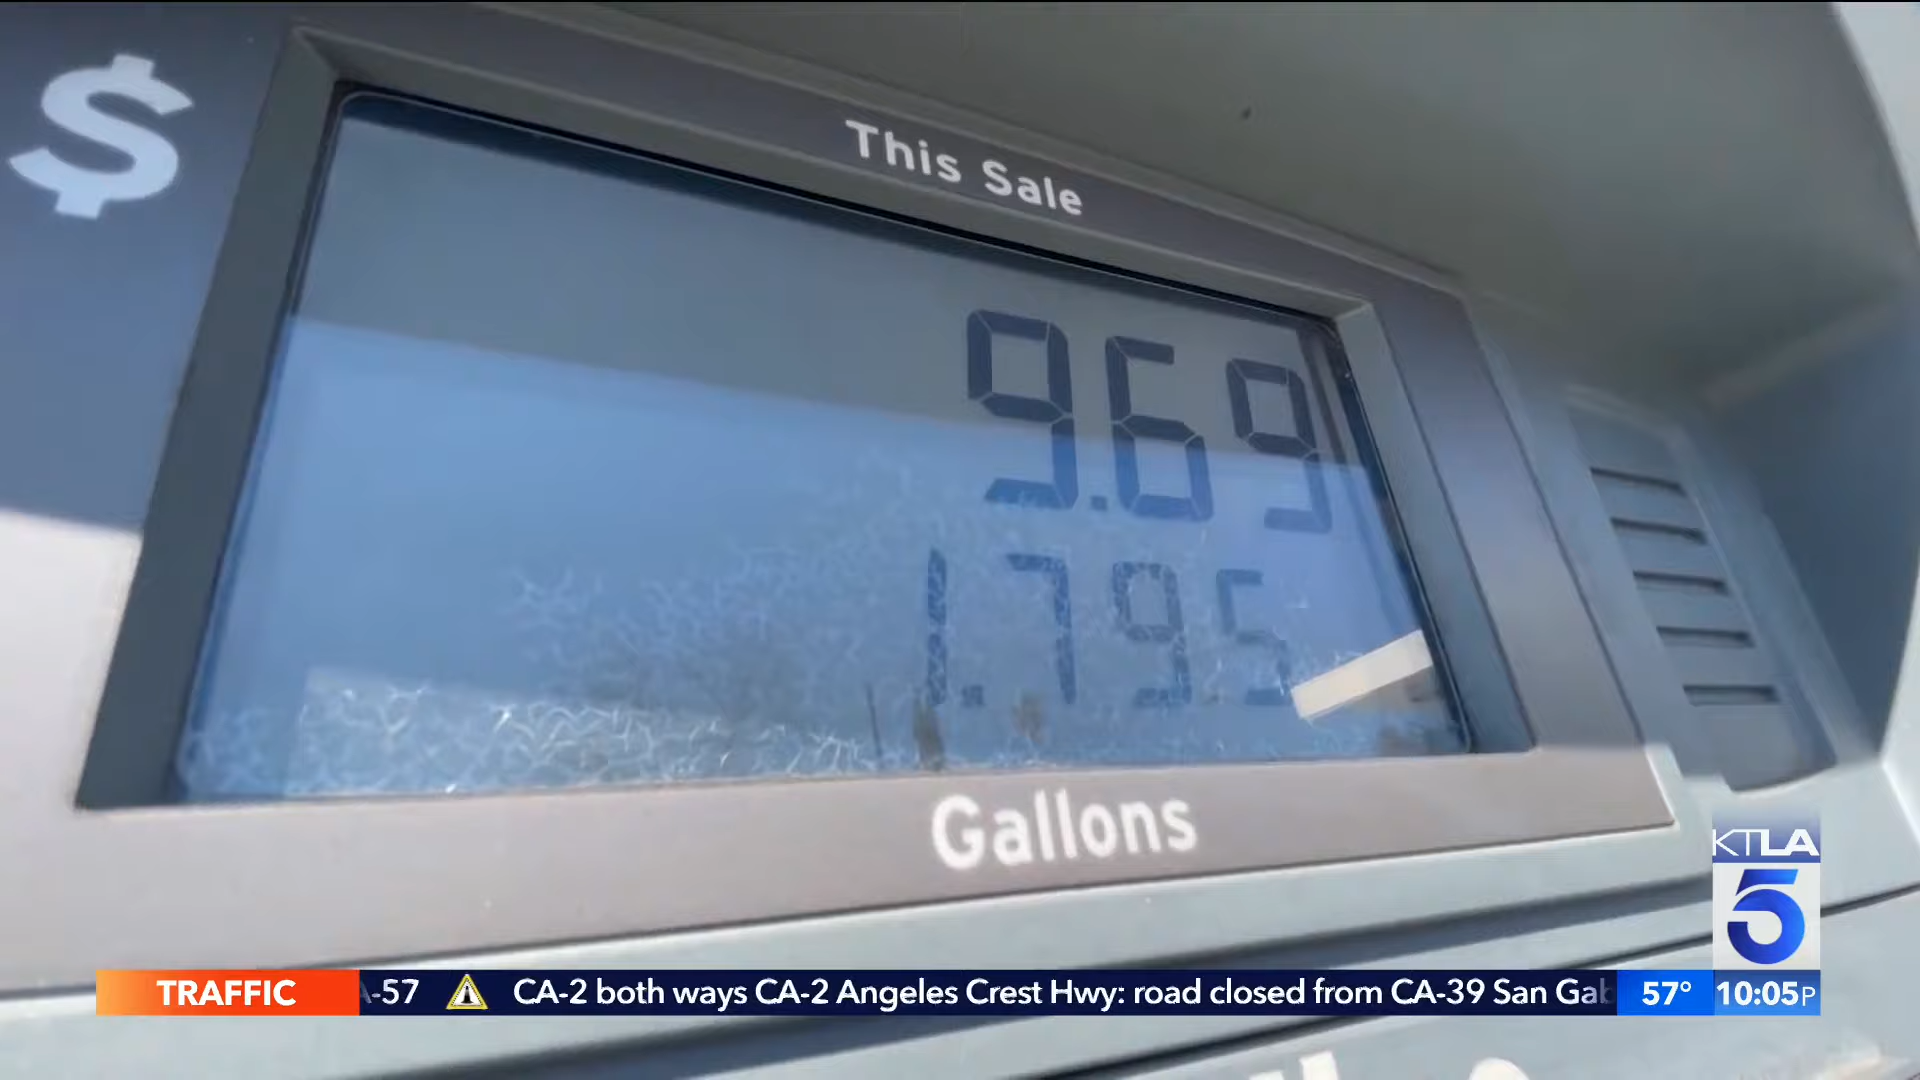 $
This Sale
9.69
1.795
Gallons
KTLA
5
TRAFFIC
-57
CA-2 both ways CA-2 Angeles Crest Hwy: road closed from CA-39 San Gab
57°
10:05P